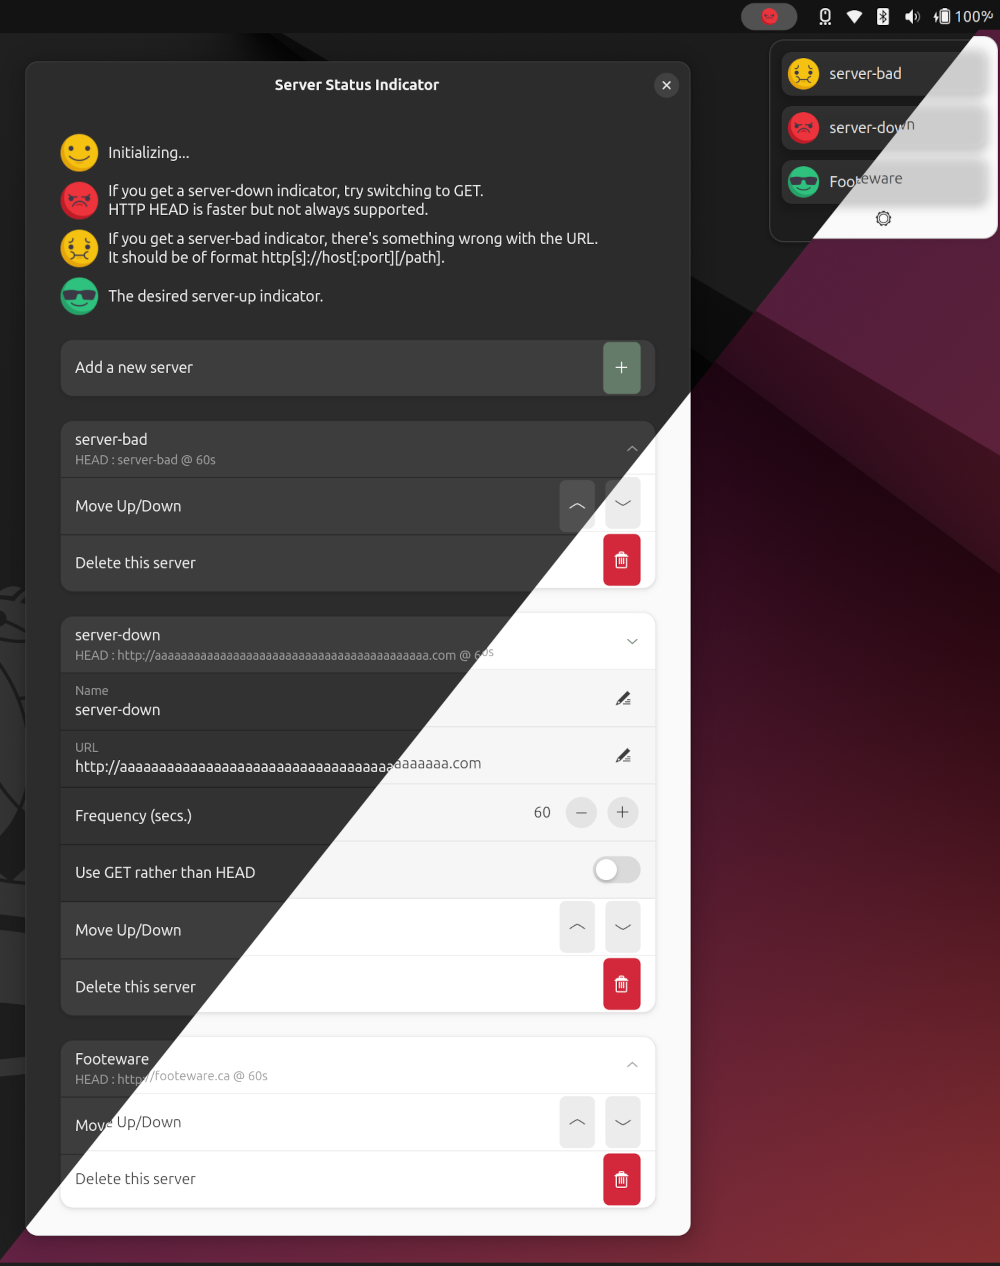 100%
server-bad
server-down
Footeware
Server Status Indicator
Initializing...
If you get a server-down indicator, try switching to GET.
HTTP HEAD is faster but not always supported.
If you get a server-bad indicator, there's something wrong with the URL.
It should be of format http[s]://host[:port][/path].
The desired server-up indicator.
Add a new server
server-bad
HEAD : server-bad @ 60s
Move Up/Down
Delete this server
server-down
HEAD : http://aaaaaaaaaaaaaaaaaaaaaaaaaaaaaaaaaaaaaaaaaa.com @ 60s
Name
server-down
URL
http://aaaaaaaaaaaaaaaaaaaaaaaaaaaaaaaaaaaaaaaaaa.com
Frequency (secs.)
60
Use GET rather than HEAD
Move Up/Down
Delete this server
Footeware
HEAD : http://footeware.ca @ 60s
Move Up/Down
Delete this server